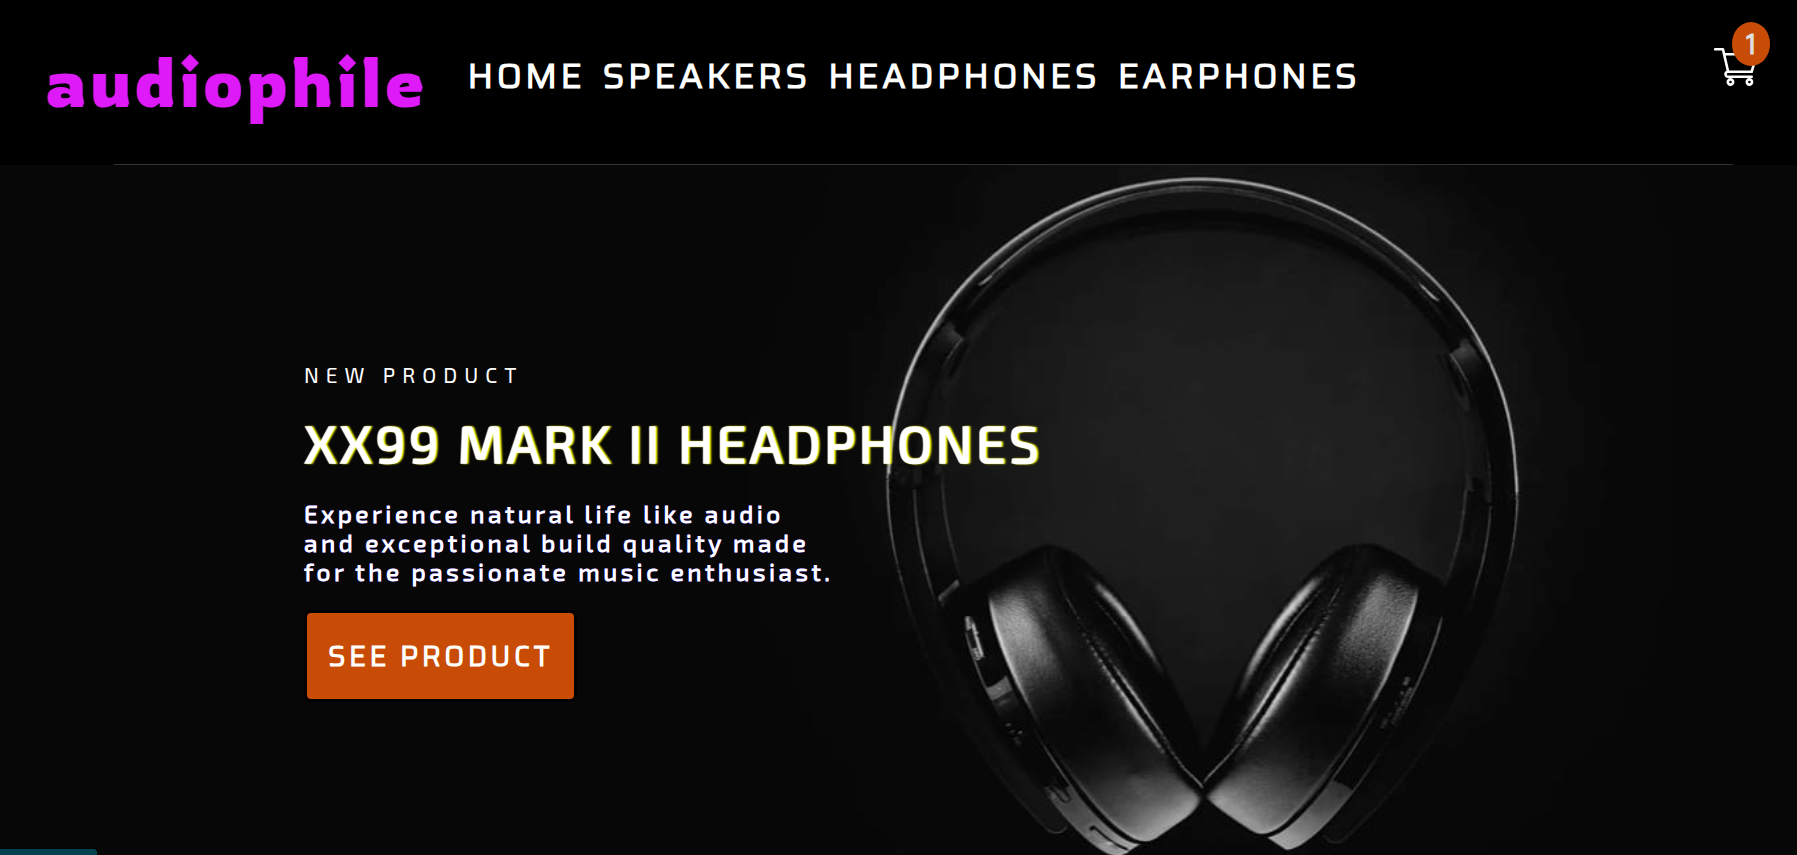 audiophile HOME SPEAKERS HEADPHONES EARPHONES 1
NEW PRODUCT
XX99 MARK II HEADPHONES
Experience natural life like audio
and exceptional build quality made
for the passionate music enthusiast.
SEE PRODUCT